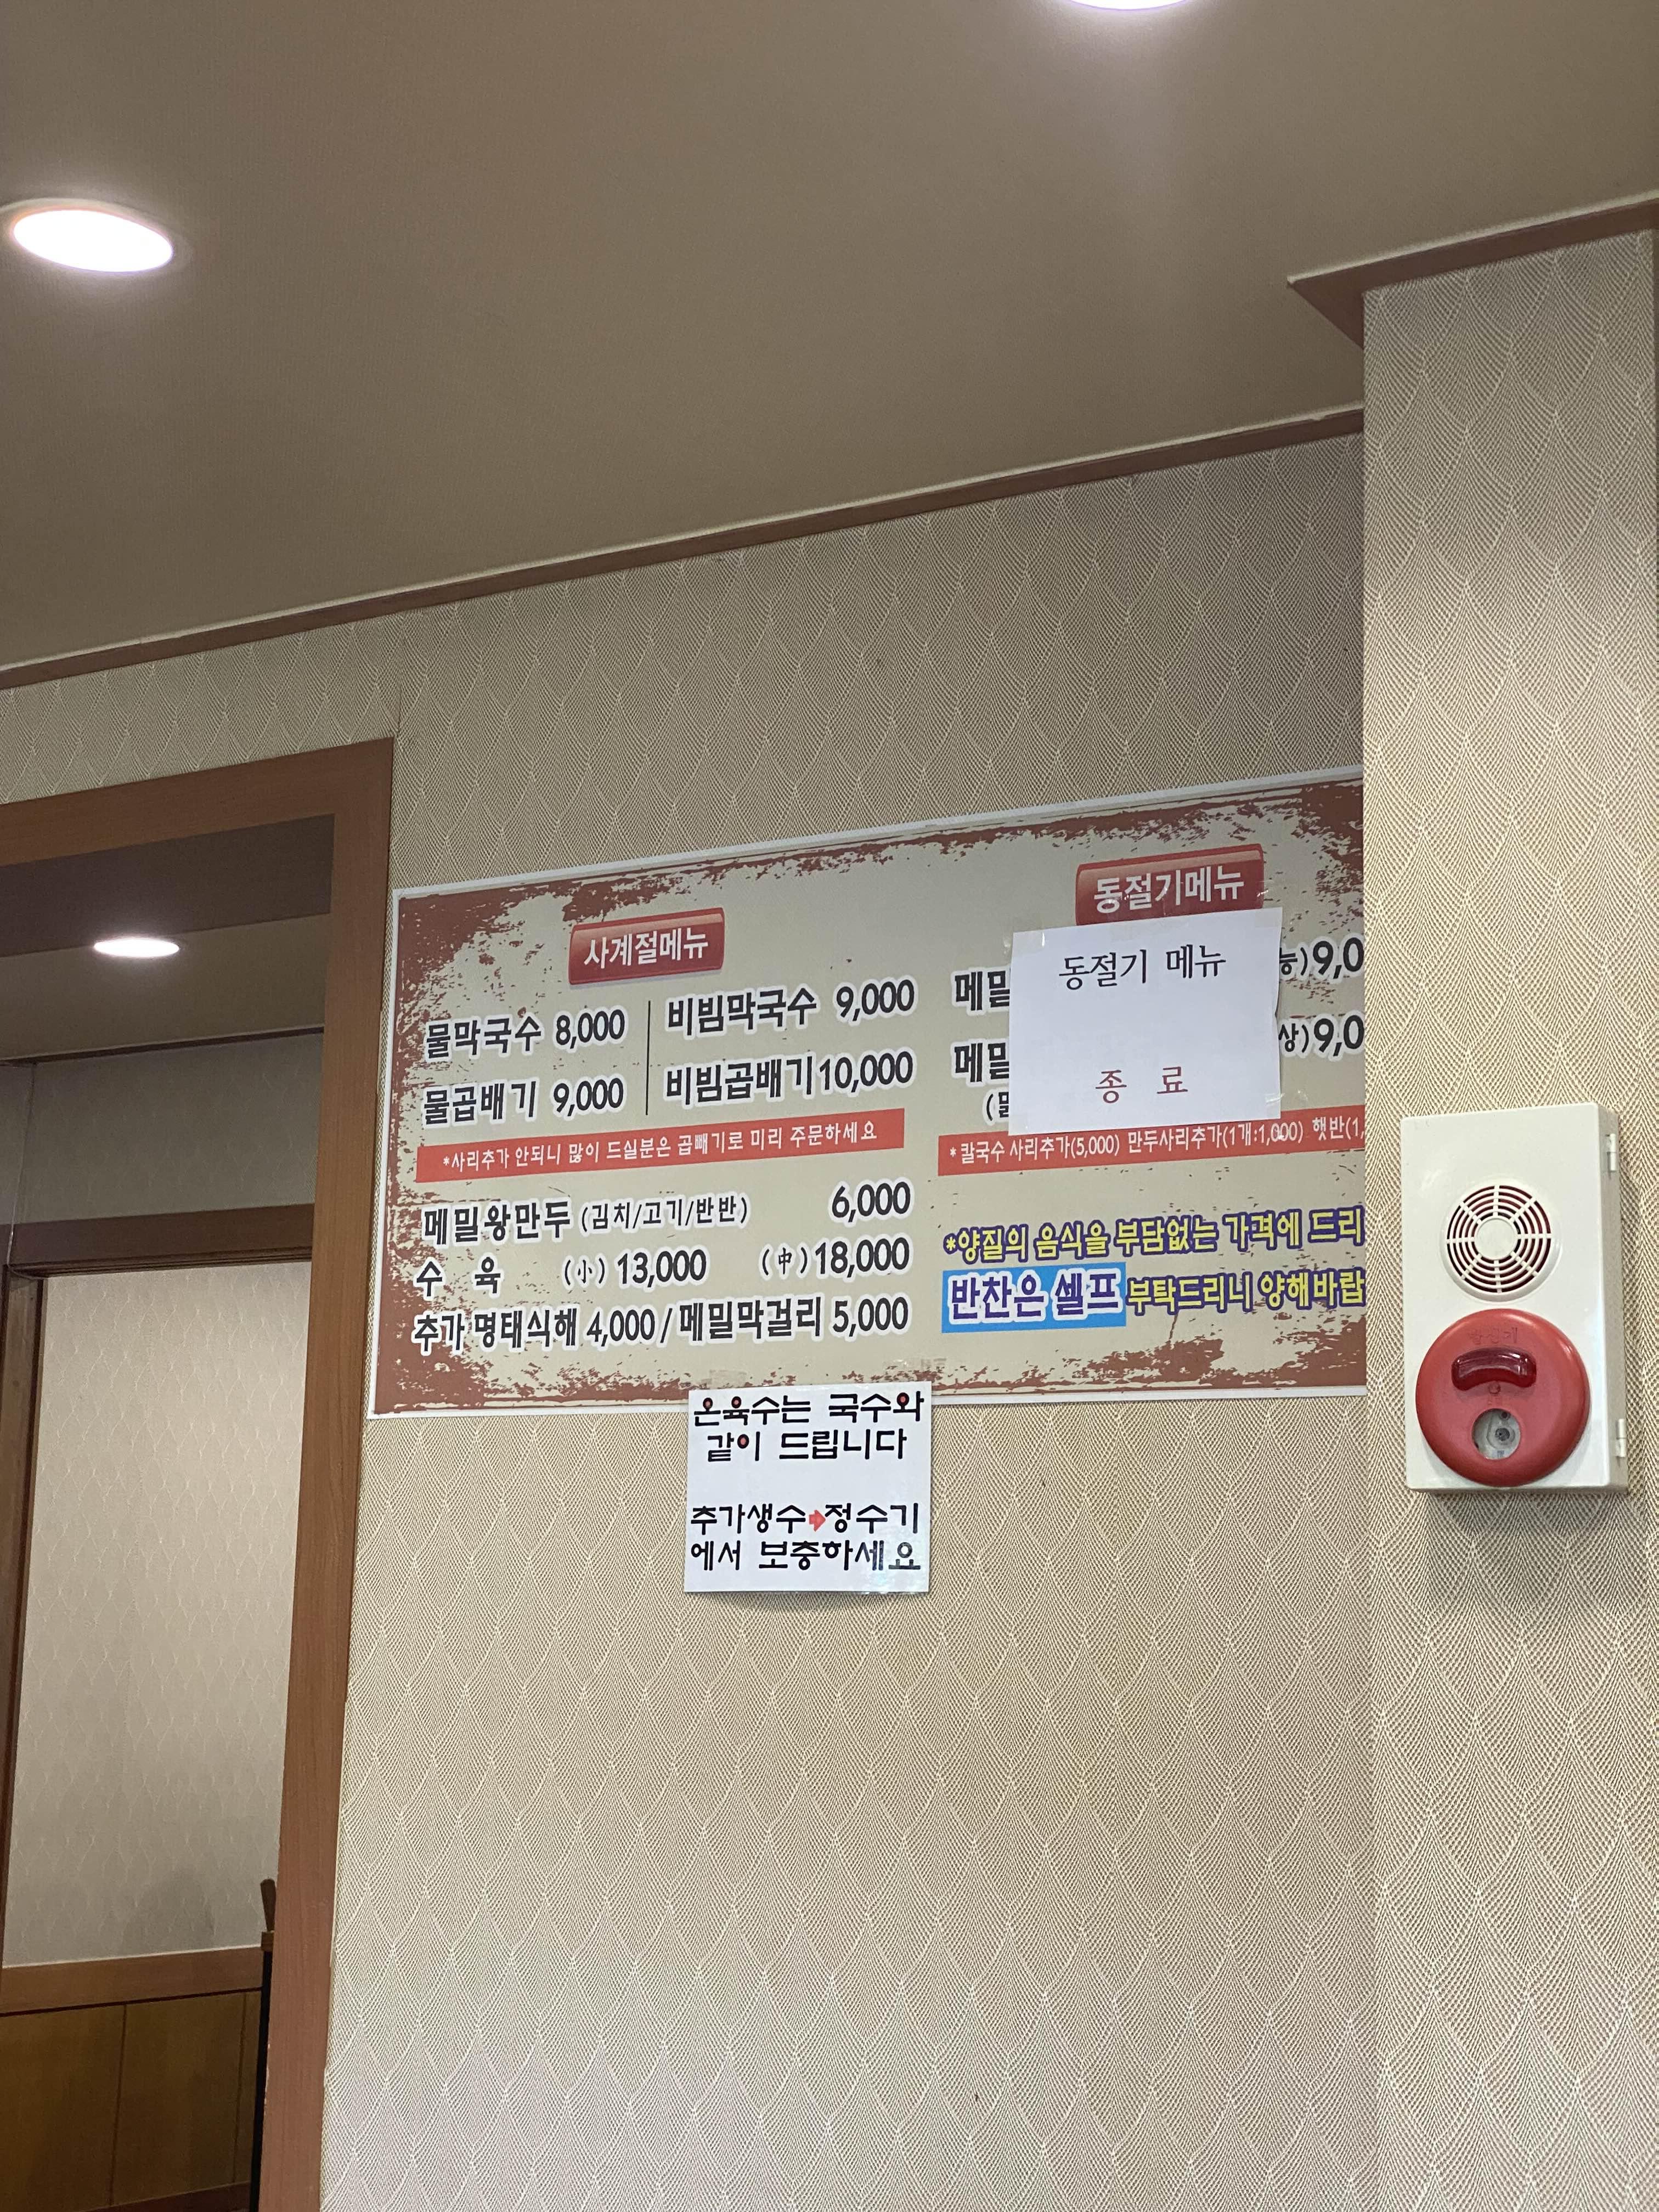 사계절메뉴
물막국수 8,000
비빔막국수 9,000
물곱배기 9,000
비빔곱배기 10,000
*사리추가 안되니 많이 드실분은 곱빼기로 미리 주문하세요
메밀왕만두 (김치/고기/반반) 6,000
수 육 (小) 13,000 (中) 18,000
추가 명태식해 4,000 / 메밀막걸리 5,000
동절기메뉴
동절기 메뉴
종 료
메밀
메밀
*칼국수 사리추가(5,000) 만두사리추가(1개:1,000) 햇반(1,
*양질의 음식을 부담없는 가격에 드리
반찬은 셀프 부탁드리니 양해바람
온육수는 국수와
같이 드립니다
추가생수➡정수기
에서 보충하세요